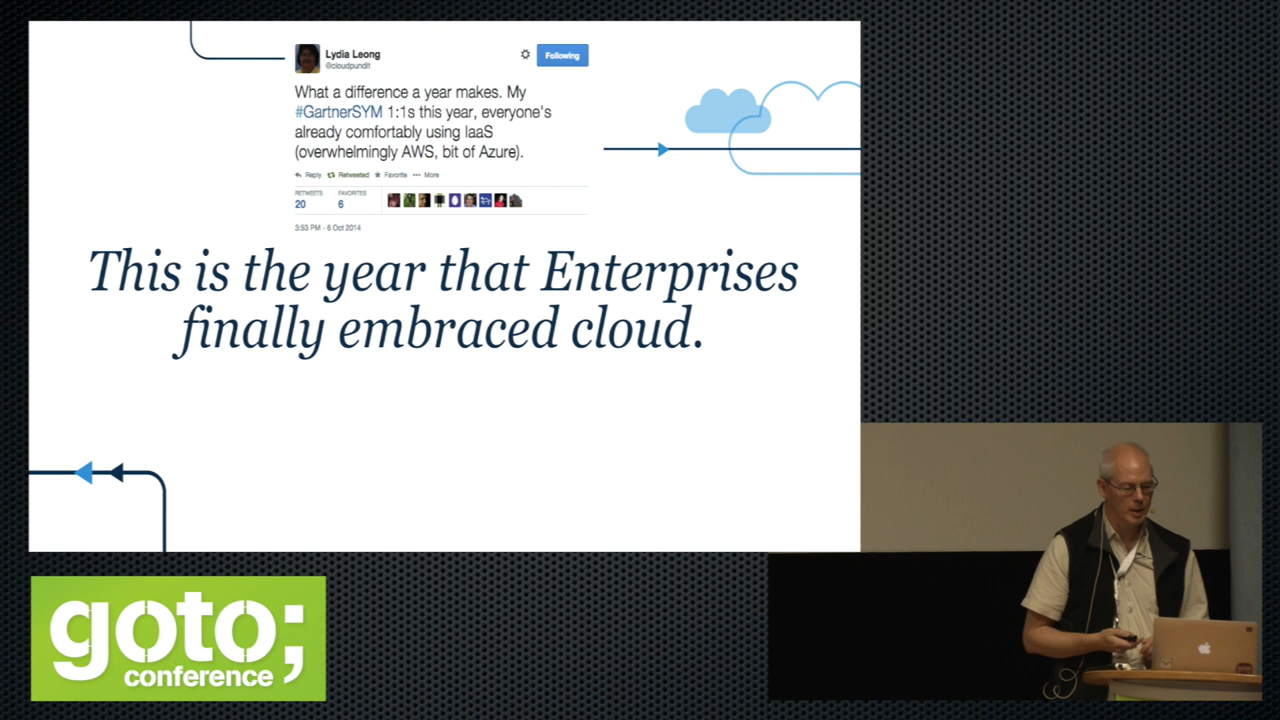 Lydia Leong
@cloudpundit
Following
What a difference a year makes. My
#GartnerSYM 1:1s this year, everyone's
already comfortably using IaaS
(overwhelmingly AWS, bit of Azure).
Reply Retweeted Favorite More
RETWEETS FAVORITES
20 6
3:53 PM - 6 Oct 2014
This is the year that Enterprises
finally embraced cloud.
goto;
conference